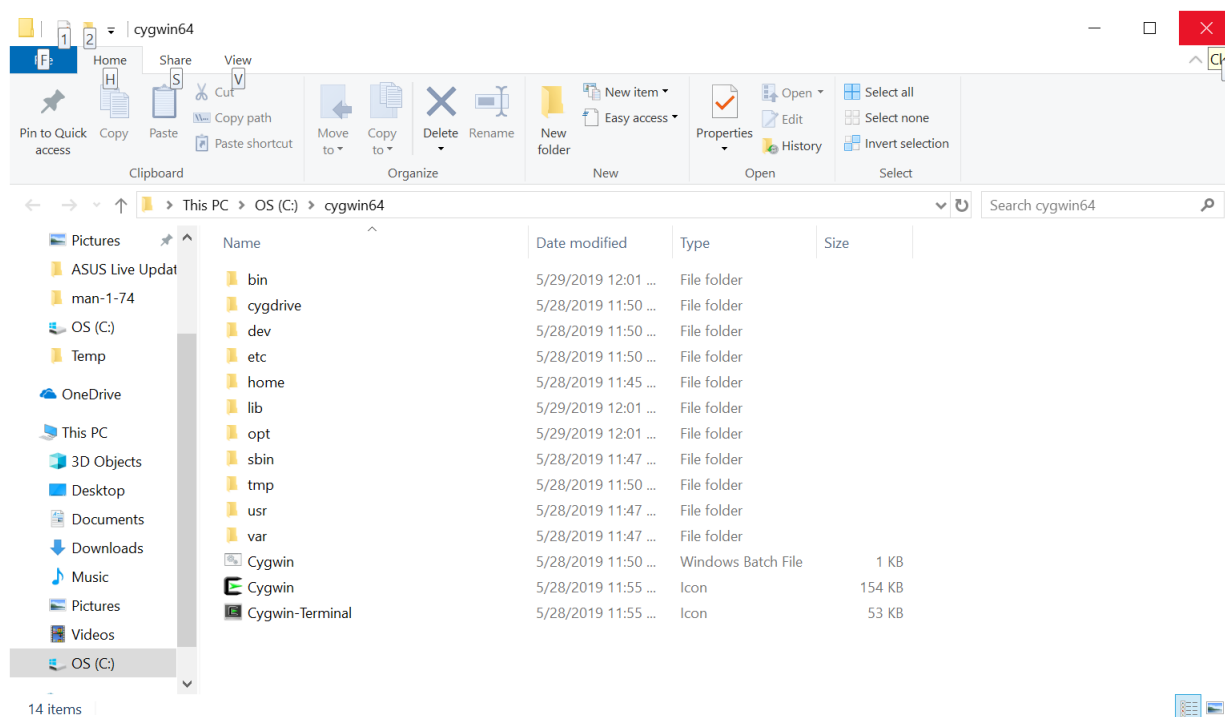 1 2 cygwin64
F Home Share View
H S V
Cut
Copy path
Paste shortcut
Pin to Quick access
Copy
Paste
Move to
Copy to
Delete
Rename
New folder
New item
Easy access
Properties
Open
Edit
History
Select all
Select none
Invert selection
Clipboard Organize New Open Select
This PC > OS (C:) > cygwin64
Search cygwin64
Pictures
ASUS Live Updat
man-1-74
OS (C:)
Temp
OneDrive
This PC
3D Objects
Desktop
Documents
Downloads
Music
Pictures
Videos
OS (C:)
Name Date modified Type Size
bin 5/29/2019 12:01 ... File folder
cygdrive 5/28/2019 11:50 ... File folder
dev 5/28/2019 11:50 ... File folder
etc 5/28/2019 11:50 ... File folder
home 5/28/2019 11:45 ... File folder
lib 5/29/2019 12:01 ... File folder
opt 5/29/2019 12:01 ... File folder
sbin 5/28/2019 11:47 ... File folder
tmp 5/28/2019 11:50 ... File folder
usr 5/28/2019 11:47 ... File folder
var 5/28/2019 11:47 ... File folder
Cygwin 5/28/2019 11:50 ... Windows Batch File 1 KB
Cygwin 5/28/2019 11:55 ... Icon 154 KB
Cygwin-Terminal 5/28/2019 11:55 ... Icon 53 KB
14 items